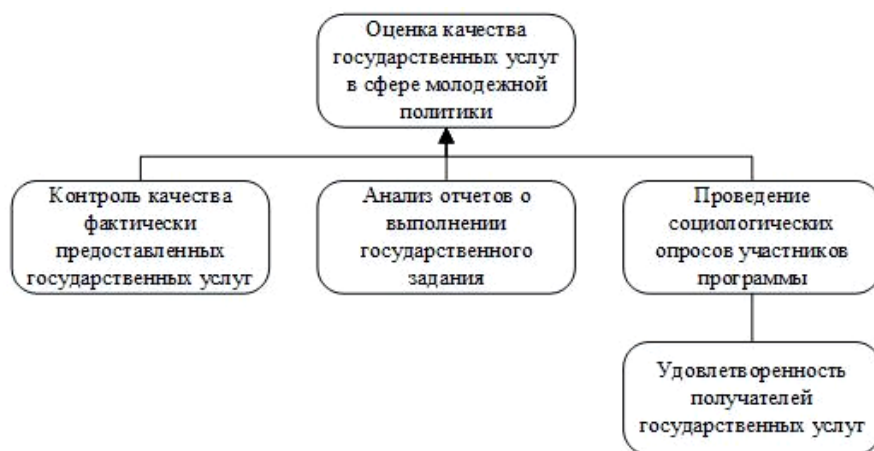 Оценка качества
государственных услуг
в сфере молодежной
политики
Контроль качества
фактически
предоставленных
государственных услуг
Анализ отчетов о
выполнении
государственного
задания
Проведение
социологических
опросов участников
программы
Удовлетворенность
получателей
государственных услуг